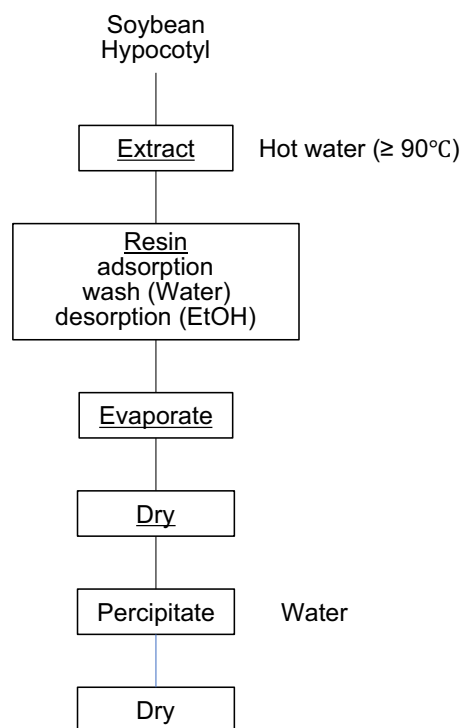 Soybean
Hypocotyl
Extract
Hot water (≥ 90℃)
Resin
adsorption
wash (Water)
desorption (EtOH)
Evaporate
Dry
Percipitate
Water
Dry